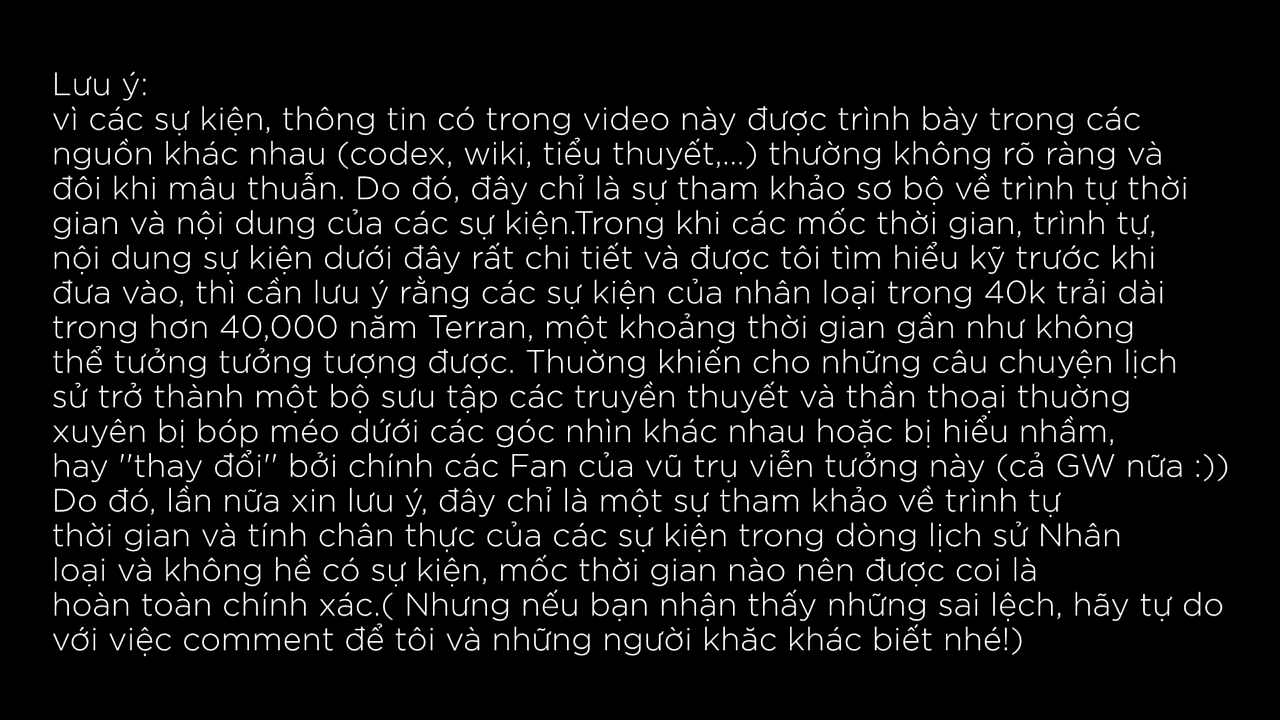 Lưu ý:
vì các sự kiện, thông tin có trong video này được trình bày trong các
nguồn khác nhau (codex, wiki, tiểu thuyết,...) thường không rõ ràng và
đôi khi mâu thuẫn. Do đó, đây chỉ là sự tham khảo sơ bộ về trình tự thời
gian và nội dung của các sự kiện.Trong khi các mốc thời gian, trình tự,
nội dung sự kiện dưới đây rất chi tiết và được tôi tìm hiểu kỹ trước khi
đưa vào, thì cần lưu ý rằng các sự kiện của nhân loại trong 40k trải dài
trong hơn 40,000 năm Terran, một khoảng thời gian gần như không
thể tưởng tưởng tượng được. Thuờng khiến cho những câu chuyện lịch
sử trở thành một bộ sưu tập các truyền thuyết và thần thoại thuờng
xuyên bị bóp méo dứới các góc nhìn khác nhau hoặc bị hiểu nhầm,
hay "thay đổi" bởi chính các Fan của vũ trụ viễn tưởng này (cả GW nữa :))
Do đó, lần nữa xin lưu ý, đây chỉ là một sự tham khảo về trình tự
thời gian và tính chân thực của các sự kiện trong dòng lịch sử Nhân
loại và không hề có sự kiện, mốc thời gian nào nên được coi là
hoàn toàn chính xác.( Nhưng nếu bạn nhận thấy những sai lệch, hãy tự do
với việc comment để tôi và những người khăc khác biết nhé!)